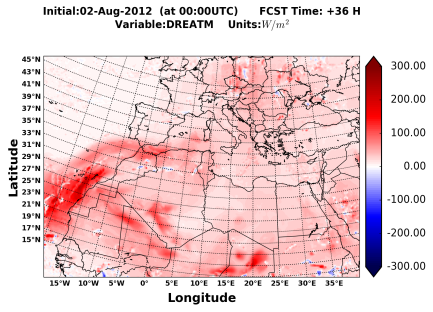 Initial:02-Aug-2012 (at 00:00UTC) FCST Time: +36 H
Variable:DREATM Units:W/m²
45°N
43°N
41°N
39°N
37°N
35°N
33°N
31°N
29°N
27°N
25°N
23°N
21°N
19°N
17°N
15°N
Latitude
15°W 10°W 5°W 0° 5°E 10°E 15°E 20°E 25°E 30°E 35°E
Longitude
300.00
200.00
100.00
0.00
-100.00
-200.00
-300.00